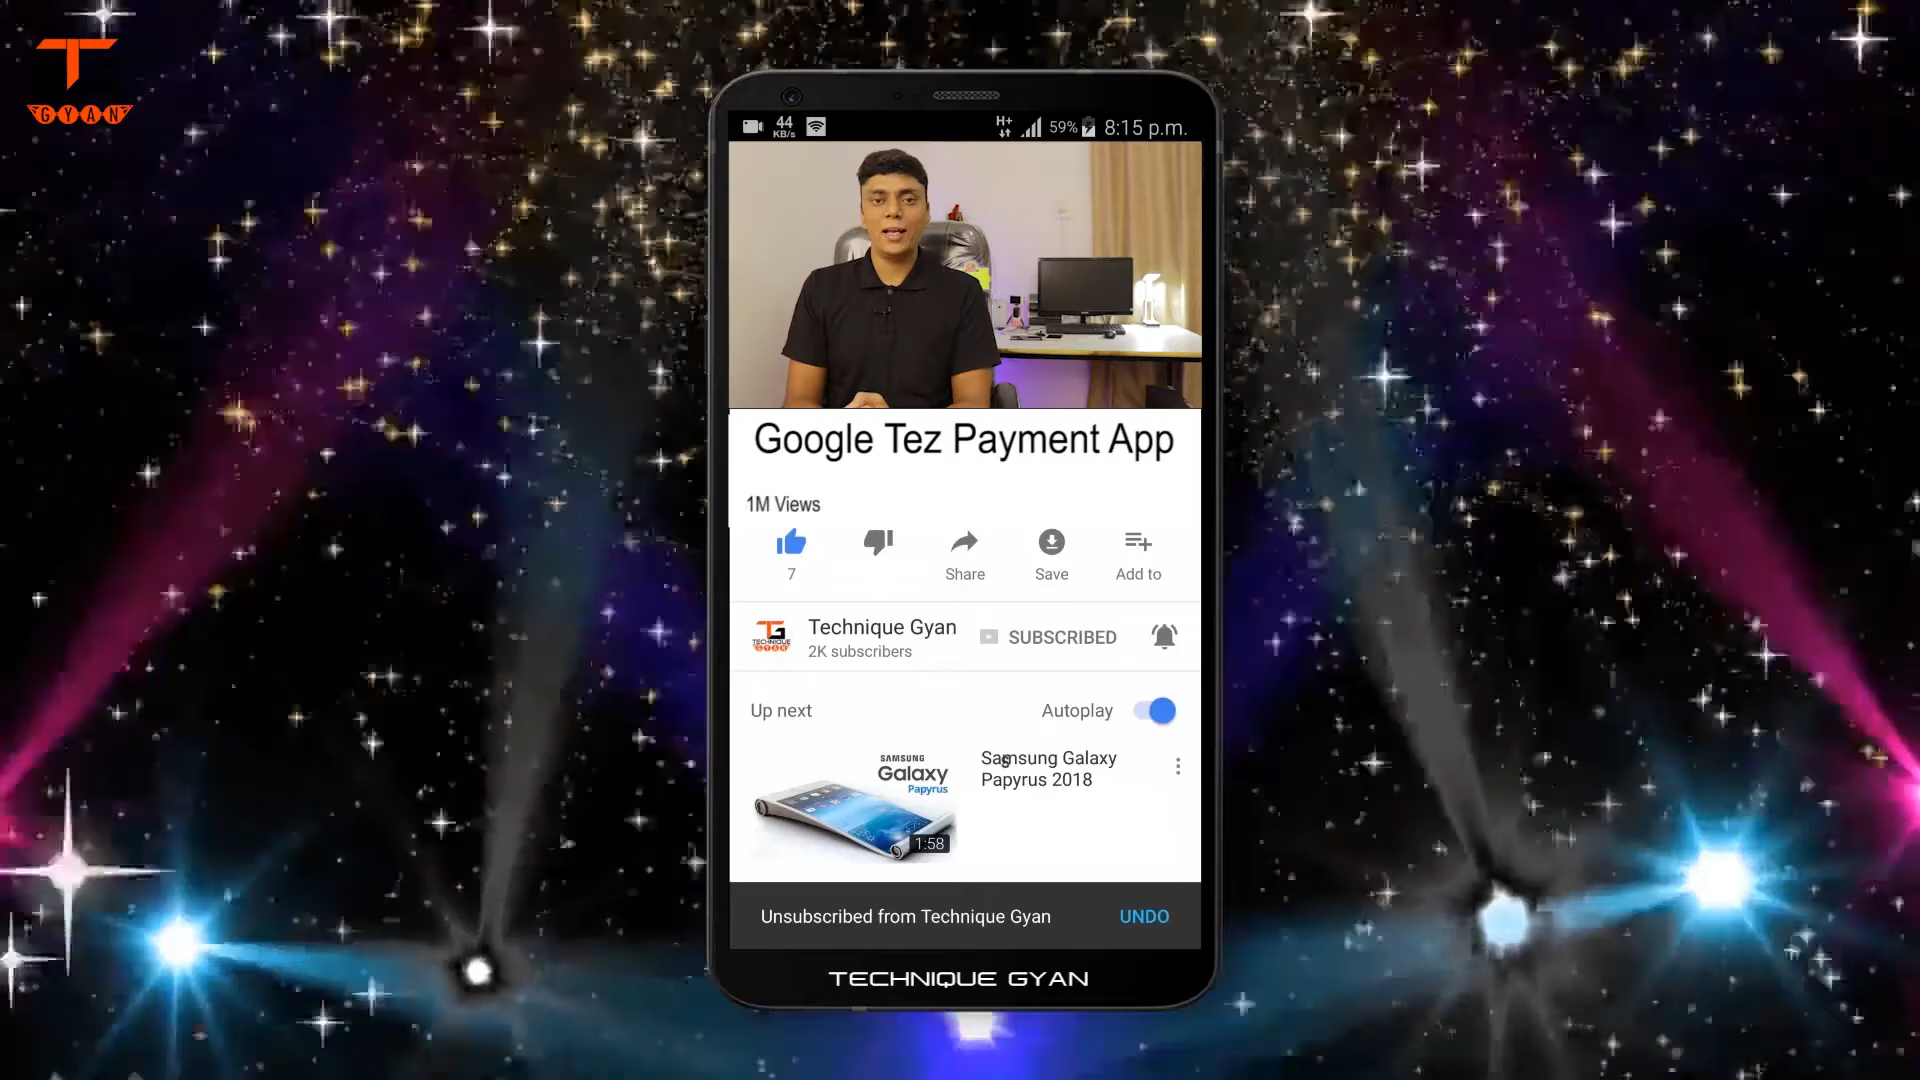 T
GYAN
44
KB/s
H+
59%
8:15 p.m.
Google Tez Payment App
1M Views
7
Share
Save
Add to
TECHNIQUE
GYAN
Technique Gyan
2K subscribers
SUBSCRIBED
Up next
Autoplay
SAMSUNG
Galaxy
Papyrus
1:58
Samsung Galaxy
Papyrus 2018
Unsubscribed from Technique Gyan
UNDO
TECHNIQUE GYAN